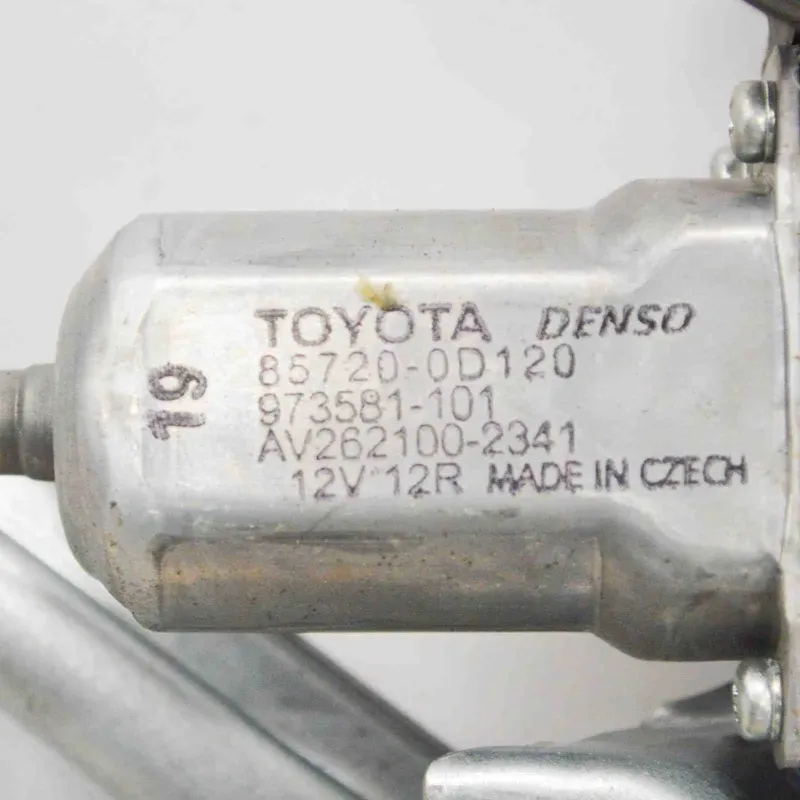 TOYOTA DENSO
85720-0D120
973581-101
AV262100-2341
12V 12R MADE IN CZECH
19